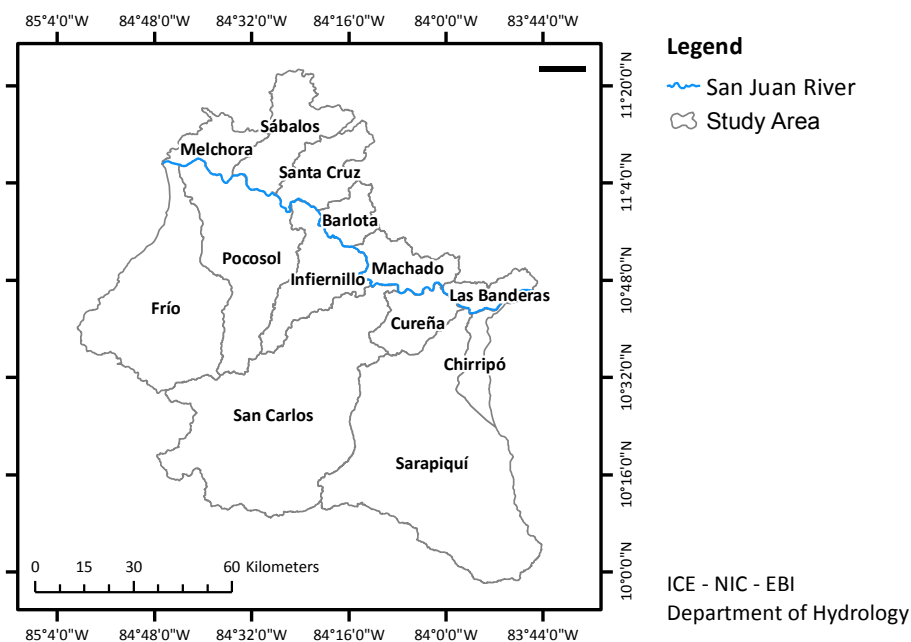 85°4'0"W 84°48'0"W 84°32'0"W 84°16'0"W 84°0'0"W 83°44'0"W
Legend
San Juan River
Study Area
11°20'0"N
11°4'0"N
10°48'0"N
10°32'0"N
10°16'0"N
10°0'0"N
Sábalos
Melchora
Santa Cruz
Barlota
Pocosol
Machado
Infiernillo
Las Banderas
Frío
Cureña
Chirripó
San Carlos
Sarapiquí
0 15 30 60 Kilometers
85°4'0"W 84°48'0"W 84°32'0"W 84°16'0"W 84°0'0"W 83°44'0"W
ICE - NIC - EBI
Department of Hydrology